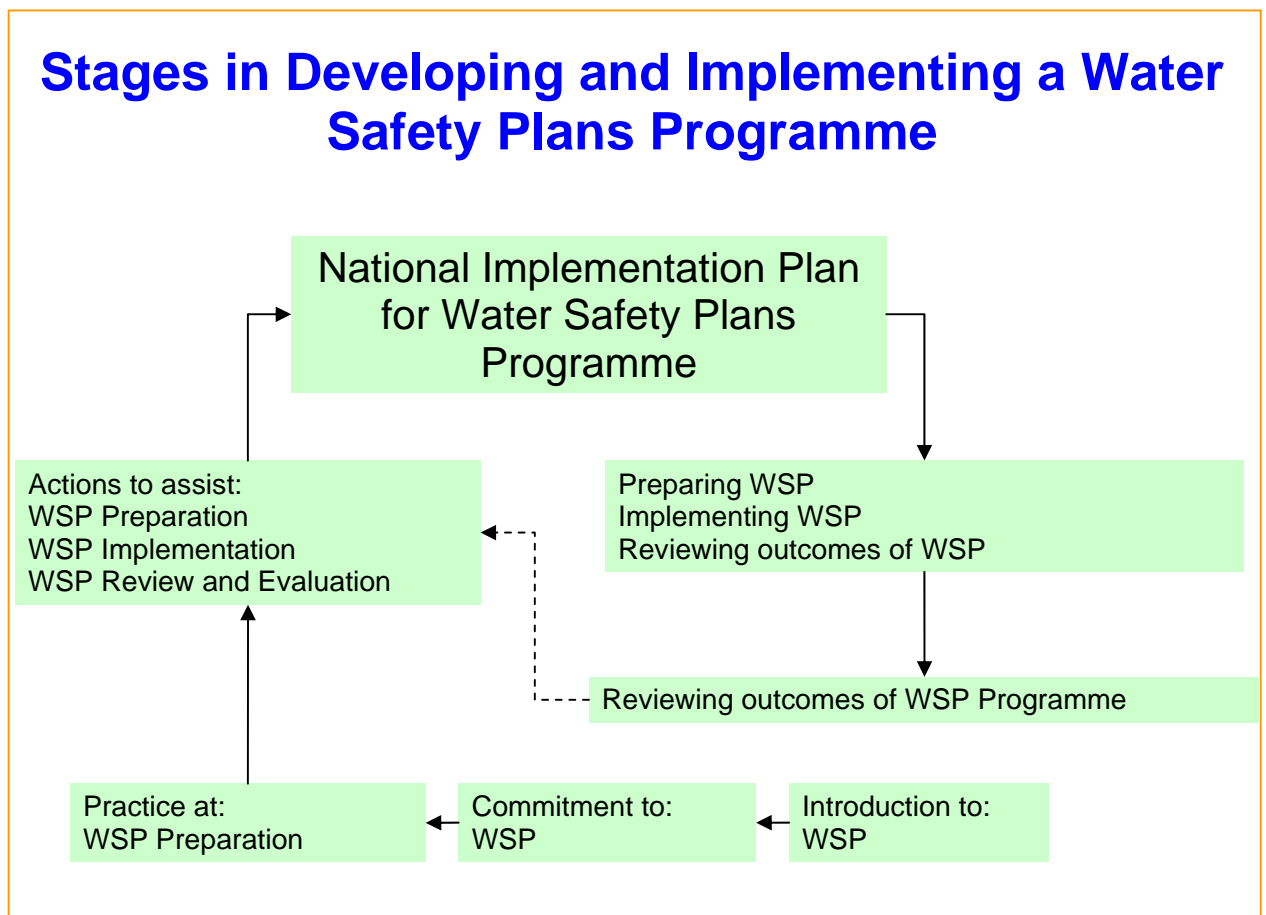 Stages in Developing and Implementing a Water
Safety Plans Programme
National Implementation Plan
for Water Safety Plans
Programme
Actions to assist:
WSP Preparation
WSP Implementation
WSP Review and Evaluation
Preparing WSP
Implementing WSP
Reviewing outcomes of WSP
Reviewing outcomes of WSP Programme
Practice at:
WSP Preparation
Commitment to:
WSP
Introduction to:
WSP